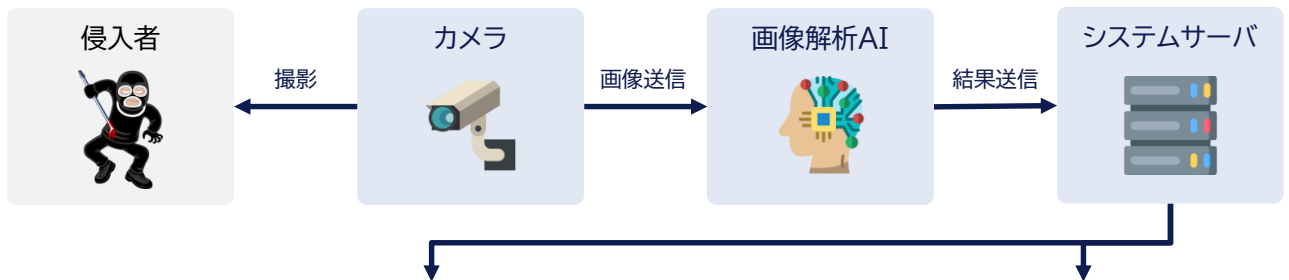 侵入者
カメラ
画像解析AI
システムサーバ
撮影
画像送信
結果送信